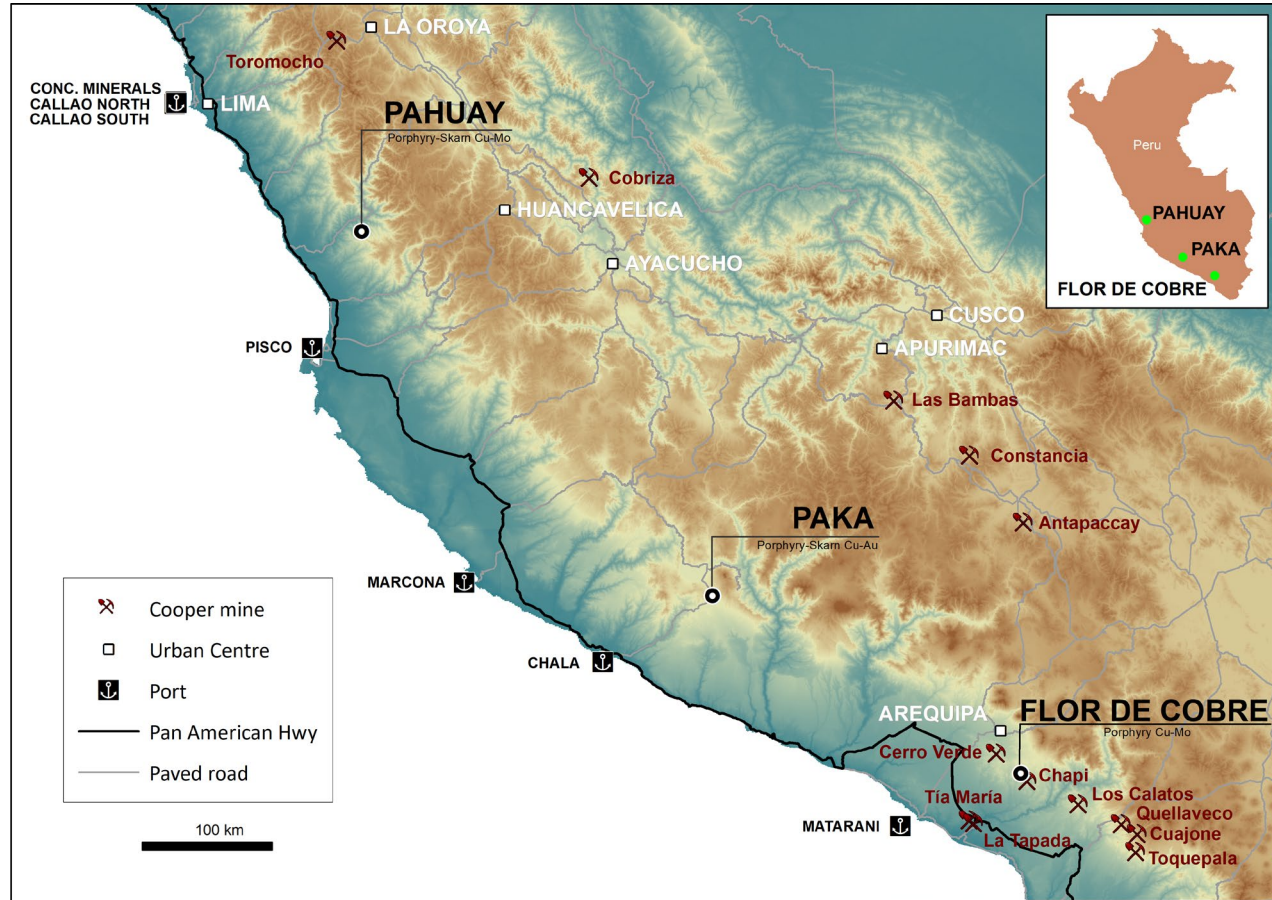 LA OROYA
Toromocho
CONC. MINERALS
CALLAO NORTH
CALLAO SOUTH
LIMA
PAHUAY
Porphyry-Skarn Cu-Mo
Cobriza
HUANCAVELICA
AYACUCHO
CUSCO
APURIMAC
PISCO
Las Bambas
Constancia
PAKA
Porphyry-Skarn Cu-Au
Antapaccay
MARCONA
CHALA
AREQUIPA
FLOR DE COBRE
Porphyry Cu-Mo
Cerro Verde
Chapi
Tía María
Los Calatos
Quellaveco
MATARANI
Cuajone
La Tapada
Toquepala
Peru
PAHUAY
PAKA
FLOR DE COBRE
Cooper mine
Urban Centre
Port
Pan American Hwy
Paved road
100 km